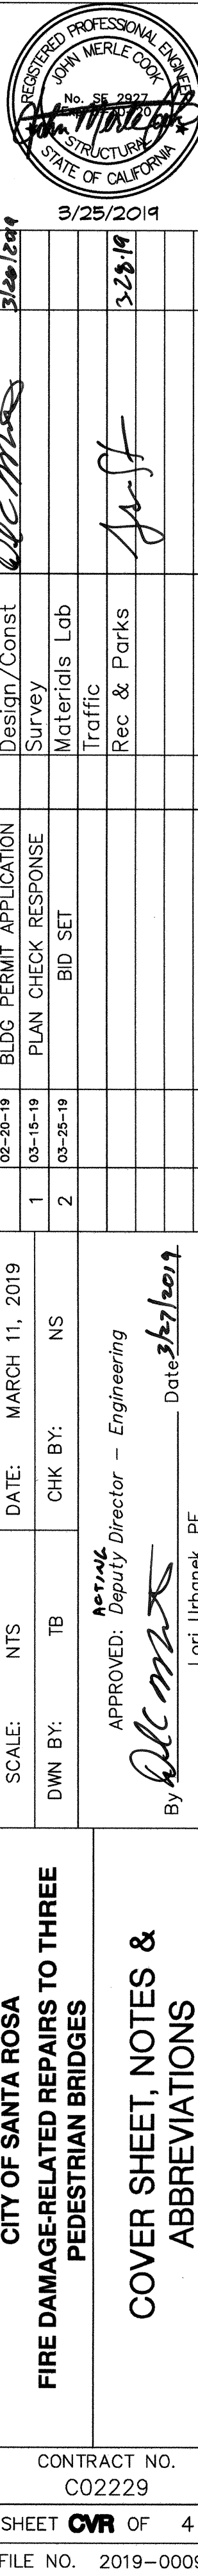 REGISTERED PROFESSIONAL ENGINEER
JOHN MERLE COOK
No. SE 2927
STRUCTURAL
STATE OF CALIFORNIA
3/25/2019
Design/Const
3/26/2019
Survey
Materials Lab
Traffic
Rec & Parks
3-28-19
02-20-19 BLDG PERMIT APPLICATION
1 03-15-19 PLAN CHECK RESPONSE
2 03-25-19 BID SET
SCALE: NTS DATE: MARCH 11, 2019
DWN BY: TB CHK BY: NS
ACTING
APPROVED: Deputy Director – Engineering
By Date 3/27/2019
Lori Urbanek, PE
CITY OF SANTA ROSA
FIRE DAMAGE-RELATED REPAIRS TO THREE
PEDESTRIAN BRIDGES
COVER SHEET, NOTES &
ABBREVIATIONS
CONTRACT NO.
C02229
SHEET CVR OF 4
FILE NO. 2019-0009